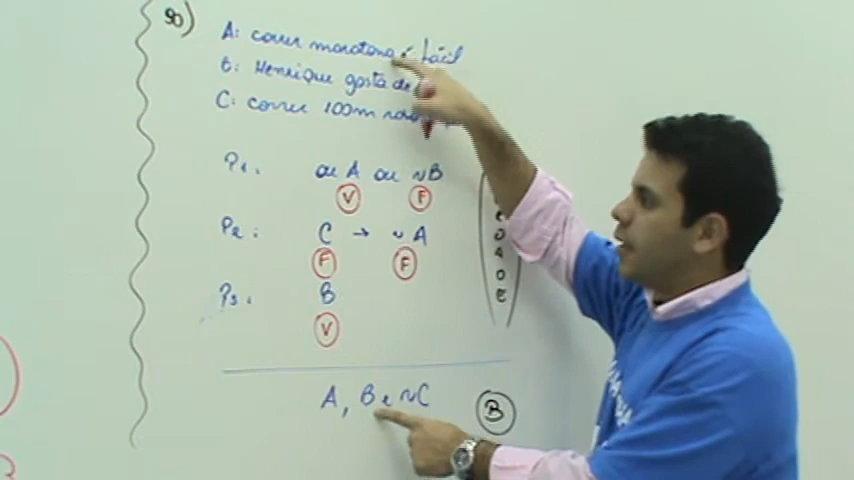 90)
A: correr maratona é fácil
B: Henrique gosta de
C: correr 100m
P1: ou A ou ~B
V F
P2: C → ~A
F F
P3: B
V
A, B e ~C
B